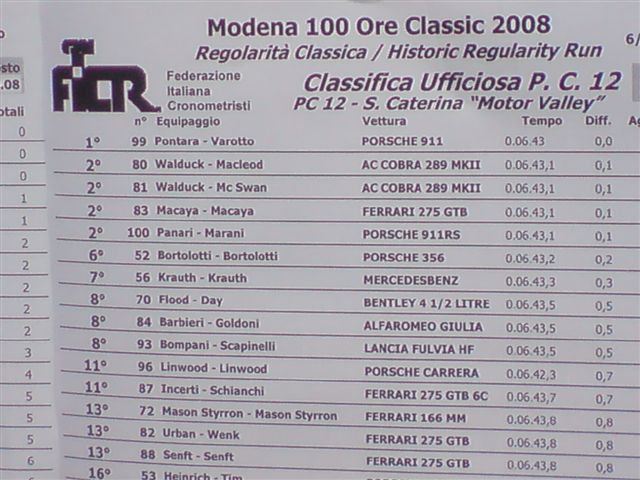 Modena 100 Ore Classic 2008
Regolarità Classica / Historic Regularity Run
6/
FICR Federazione Italiana Cronometristi
Classifica Ufficiosa P. C. 12
PC 12 - S. Caterina "Motor Valley"
n° Equipaggio Vettura Tempo Diff.
1° 99 Pontara - Varotto PORSCHE 911 0.06.43 0,0
2° 80 Walduck - Macleod AC COBRA 289 MKII 0.06.43,1 0,1
2° 81 Walduck - Mc Swan AC COBRA 289 MKII 0.06.43,1 0,1
2° 83 Macaya - Macaya FERRARI 275 GTB 0.06.43,1 0,1
2° 100 Panari - Marani PORSCHE 911RS 0.06.43,1 0,1
6° 52 Bortolotti - Bortolotti PORSCHE 356 0.06.43,2 0,2
7° 56 Krauth - Krauth MERCEDESBENZ 0.06.43,3 0,3
8° 70 Flood - Day BENTLEY 4 1/2 LITRE 0.06.43,5 0,5
8° 84 Barbieri - Goldoni ALFAROMEO GIULIA 0.06.43,5 0,5
8° 93 Bompani - Scapinelli LANCIA FULVIA HF 0.06.43,5 0,5
11° 96 Linwood - Linwood PORSCHE CARRERA 0.06.42,3 0,7
11° 87 Incerti - Schianchi FERRARI 275 GTB 6C 0.06.43,7 0,7
13° 72 Mason Styrron - Mason Styrron FERRARI 166 MM 0.06.43,8 0,8
13° 82 Urban - Wenk FERRARI 275 GTB 0.06.43,8 0,8
13° 88 Senft - Senft FERRARI 275 GTB 0.06.43,8 0,8
16° 53 Heinrich - Tim
.08
0
0
0
1
1
2
2
2
2
2
3
4
5
5
5
6